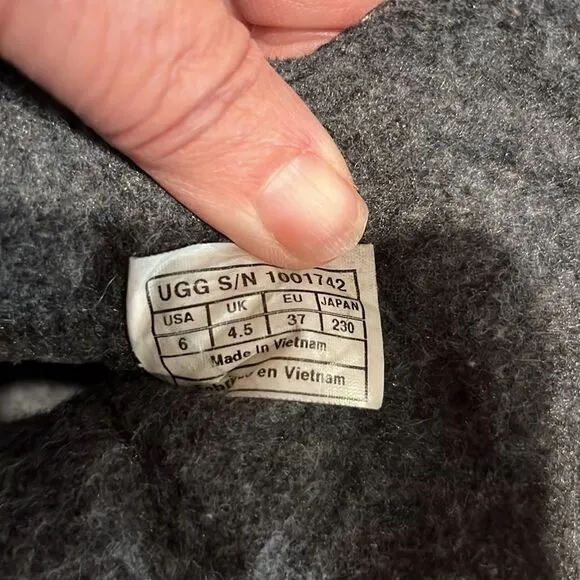 UGG S/N 1001742
USA UK EU JAPAN
6 4.5 37 230
Made in Vietnam
en Vietnam